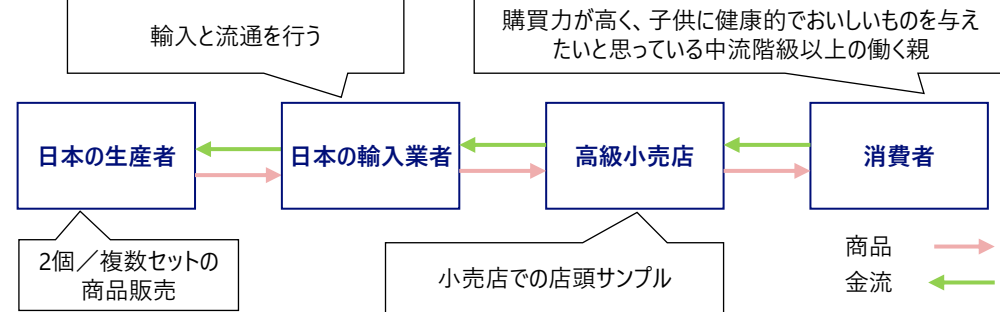 輸入と流通を行う
購買力が高く、子供に健康的でおいしいものを与え
たいと思っている中流階級以上の働く親
日本の生産者
日本の輸入業者
高級小売店
消費者
2個／複数セットの
商品販売
小売店での店頭サンプル
商品
金流